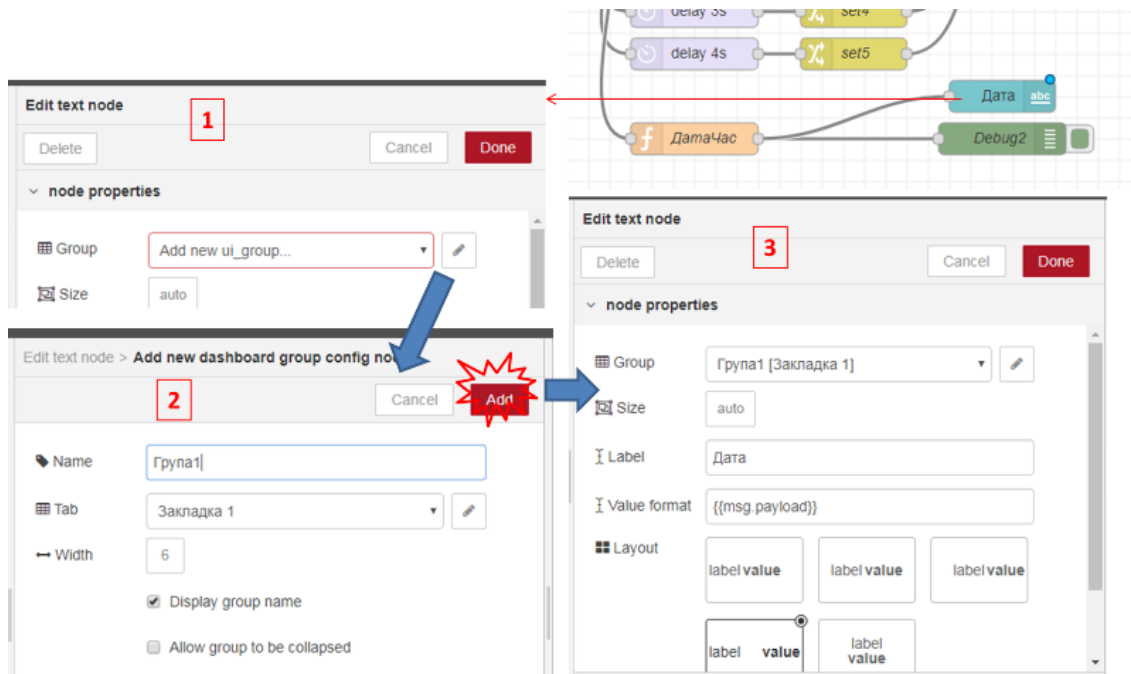 delay 3s
set4
delay 4s
set5
Дата
abc
ДатаЧас
Debug2
Edit text node
1
Delete
Cancel
Done
node properties
Group
Add new ui_group...
Size
auto
Edit text node > Add new dashboard group config
2
Cancel
Add
Name
Група1
Tab
Закладка 1
Width
6
Display group name
Allow group to be collapsed
Edit text node
3
Delete
Cancel
Done
node properties
Group
Група1 [Закладка 1]
Size
auto
Label
Дата
Value format
{{msg.payload}}
Layout
label value
label value
label value
label value
label
value